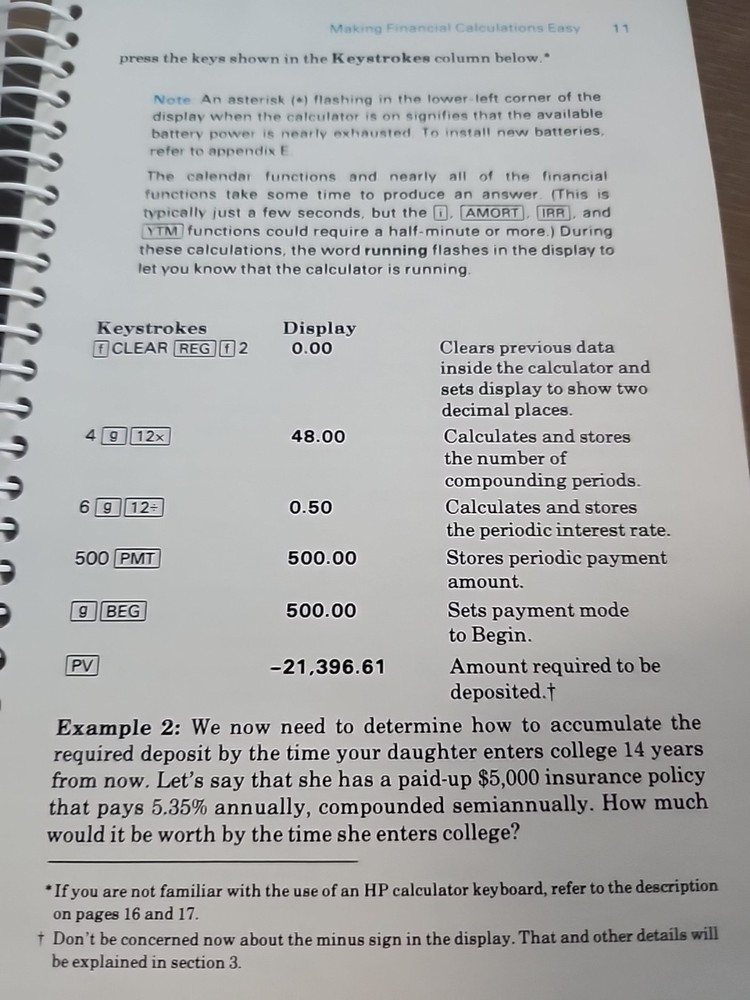 Making Financial Calculations Easy 11
press the keys shown in the Keystrokes column below.*
Note: An asterisk (*) flashing in the lower-left corner of the
display when the calculator is on signifies that the available
battery power is nearly exhausted. To install new batteries,
refer to appendix E.
The calendar functions and nearly all of the financial
functions take some time to produce an answer. (This is
typically just a few seconds, but the i, AMORT, IRR, and
YTM functions could require a half-minute or more.) During
these calculations, the word running flashes in the display to
let you know that the calculator is running.
Keystrokes Display
f CLEAR REG f 2 0.00 Clears previous data
inside the calculator and
sets display to show two
decimal places.
4 g 12× 48.00 Calculates and stores
the number of
compounding periods.
6 g 12÷ 0.50 Calculates and stores
the periodic interest rate.
500 PMT 500.00 Stores periodic payment
amount.
g BEG 500.00 Sets payment mode
to Begin.
PV -21,396.61 Amount required to be
deposited.†
Example 2: We now need to determine how to accumulate the
required deposit by the time your daughter enters college 14 years
from now. Let's say that she has a paid-up $5,000 insurance policy
that pays 5.35% annually, compounded semiannually. How much
would it be worth by the time she enters college?
*If you are not familiar with the use of an HP calculator keyboard, refer to the description
on pages 16 and 17.
† Don't be concerned now about the minus sign in the display. That and other details will
be explained in section 3.